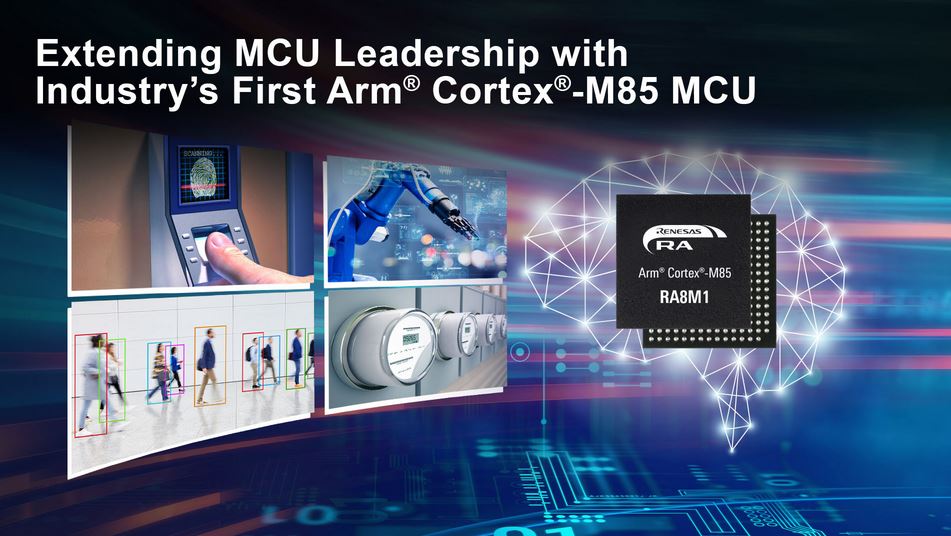 Extending MCU Leadership with
Industry's First Arm® Cortex®-M85 MCU
SCANNING...
RENESAS
RA
Arm® Cortex®-M85
RA8M1